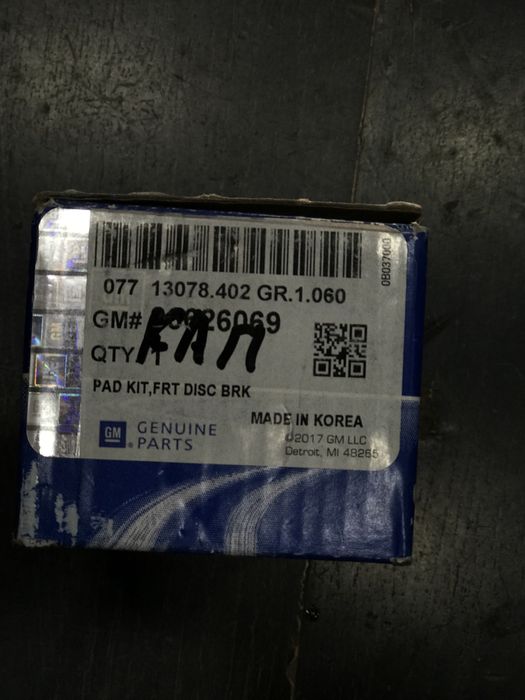 0B037000
077 13078.402 GR.1.060
GM#
QTY
PAD KIT,FRT DISC BRK
MADE IN KOREA
GM GENUINE PARTS
©2017 GM LLC
Detroit, MI 48265